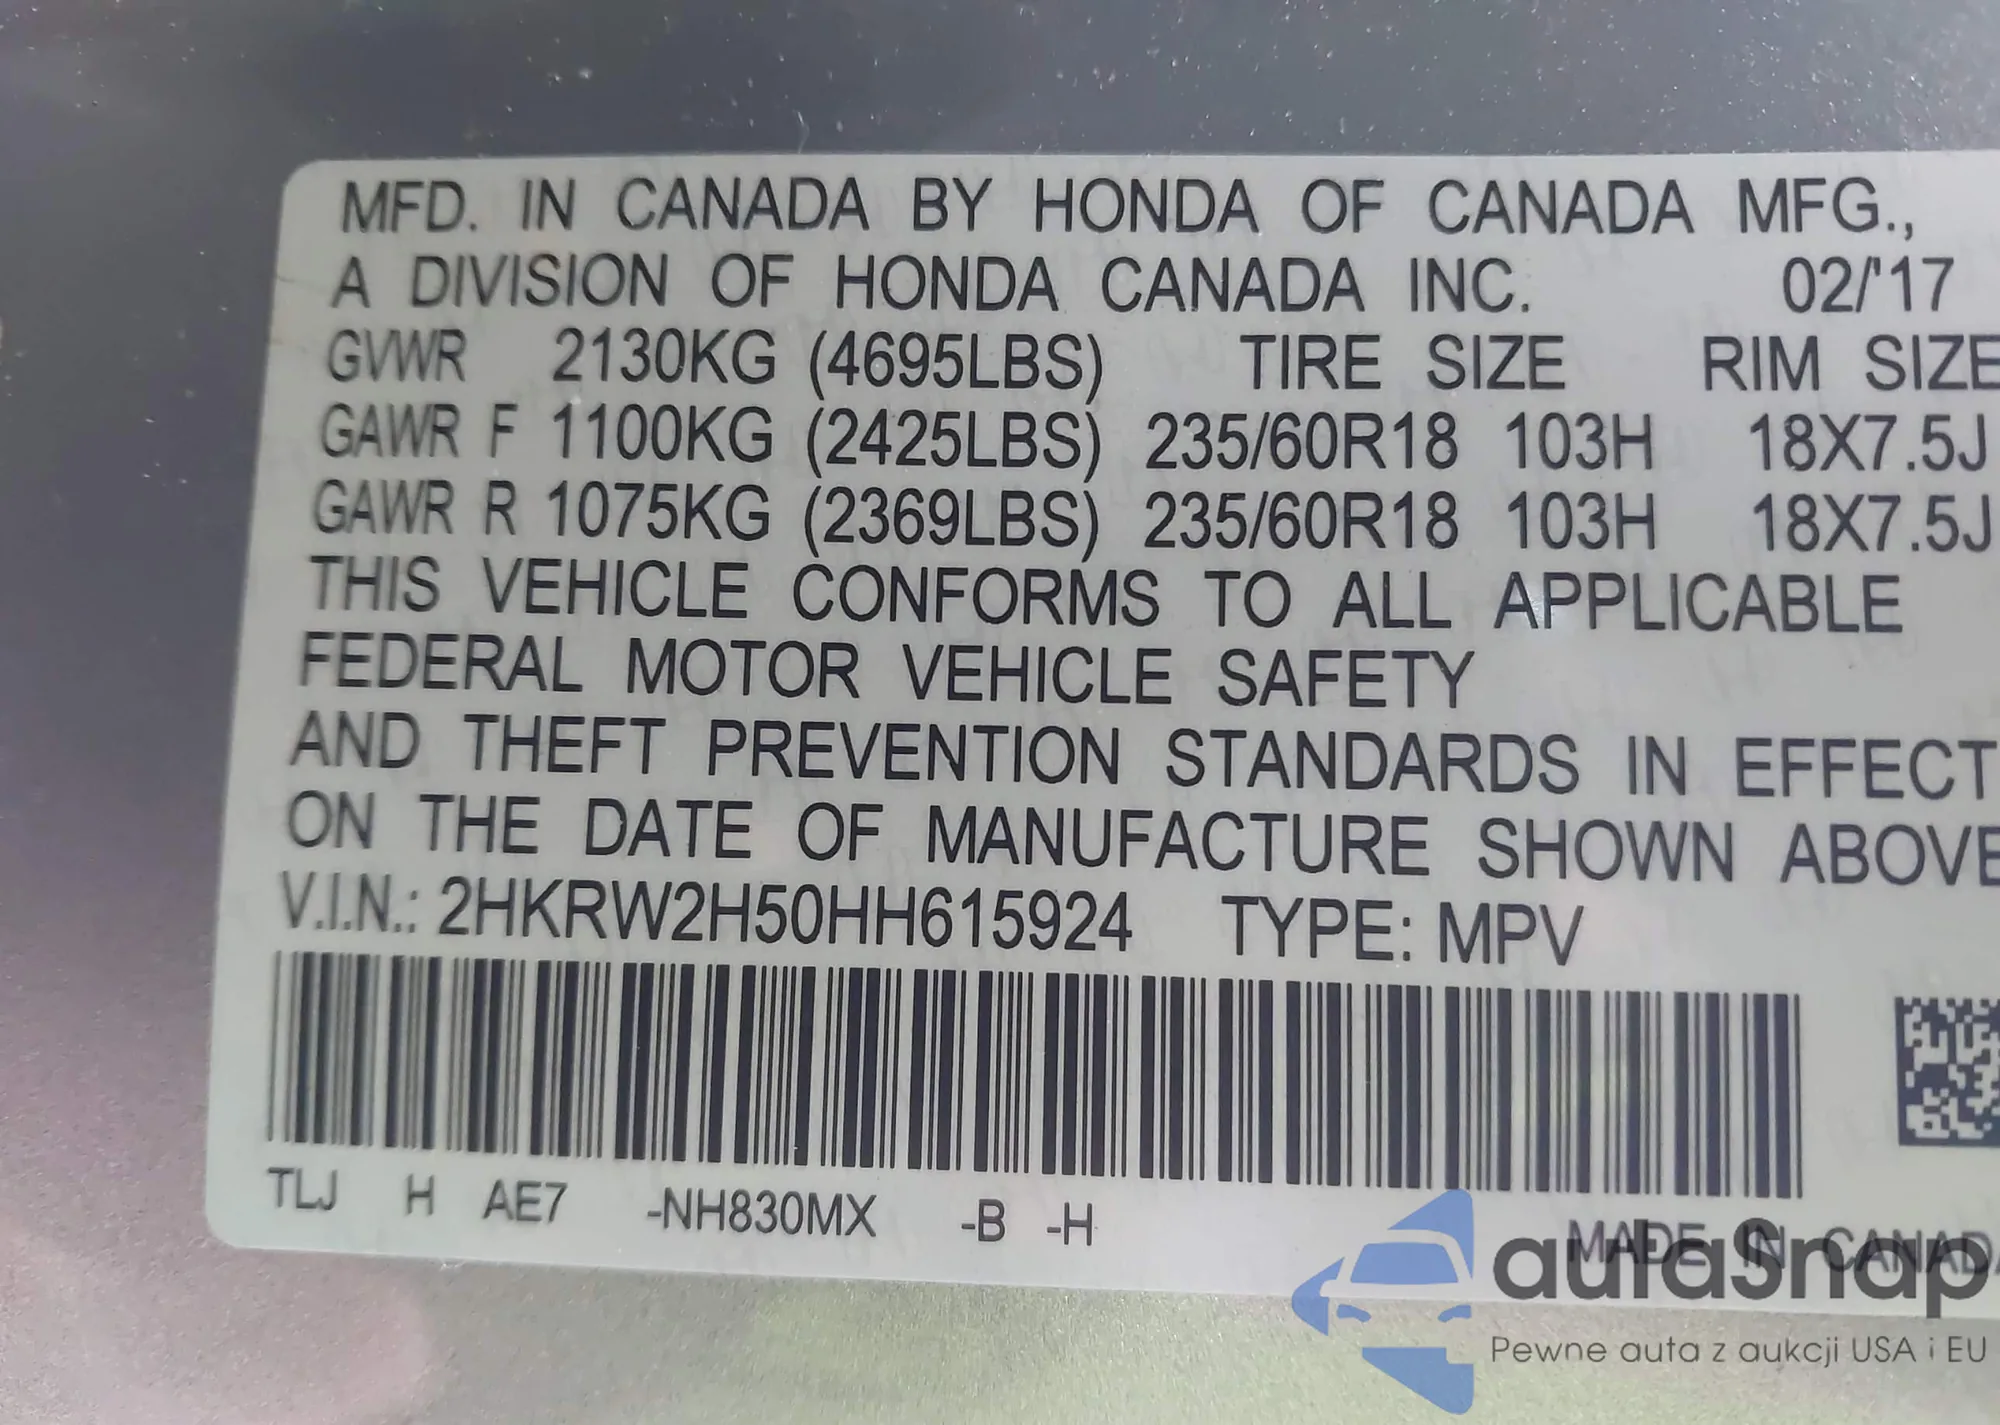 MFD. IN CANADA BY HONDA OF CANADA MFG.,
A DIVISION OF HONDA CANADA INC. 02/'17
GVWR 2130KG (4695LBS) TIRE SIZE RIM SIZE
GAWR F 1100KG (2425LBS) 235/60R18 103H 18X7.5J
GAWR R 1075KG (2369LBS) 235/60R18 103H 18X7.5J
THIS VEHICLE CONFORMS TO ALL APPLICABLE
FEDERAL MOTOR VEHICLE SAFETY
AND THEFT PREVENTION STANDARDS IN EFFECT
ON THE DATE OF MANUFACTURE SHOWN ABOVE
V.I.N.: 2HKRW2H50HH615924 TYPE: MPV
TLJ H AE7 -NH830MX -B -H
MADE IN CANADA
autaSnap
Pewne auta z aukcji USA i EU